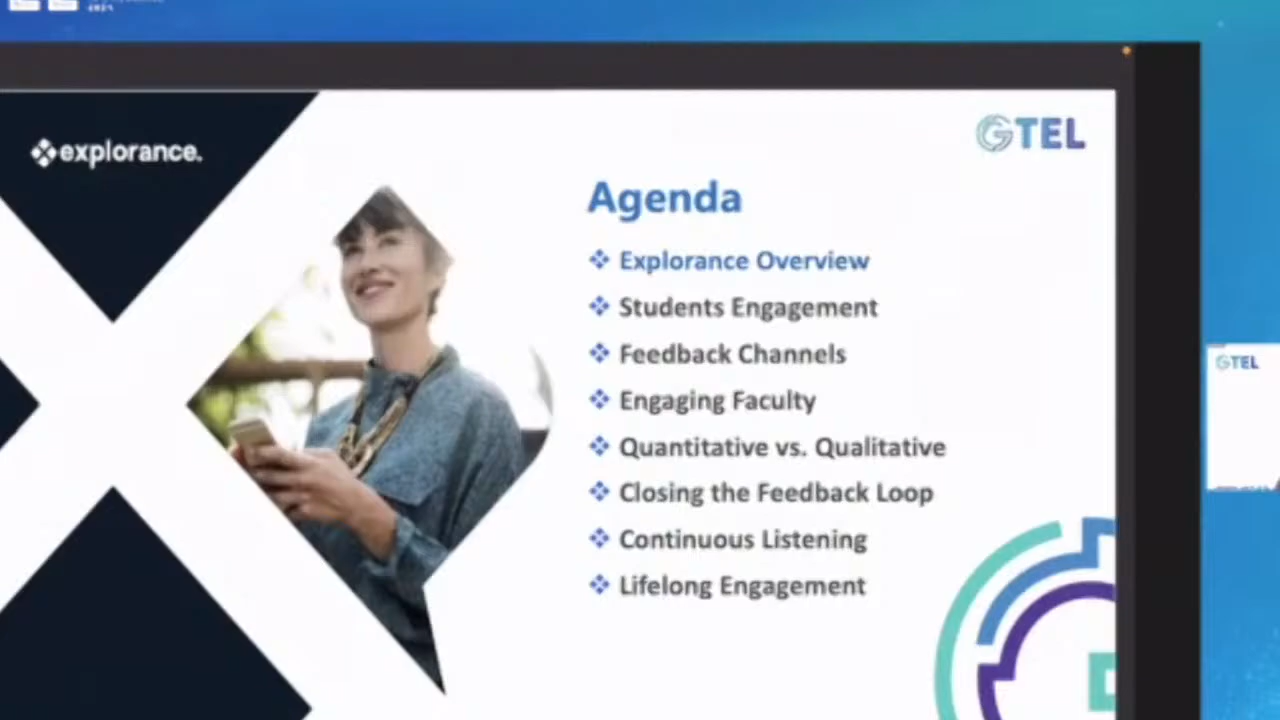 explorance.
GTEL
Agenda
Explorance Overview
Students Engagement
Feedback Channels
Engaging Faculty
Quantitative vs. Qualitative
Closing the Feedback Loop
Continuous Listening
Lifelong Engagement
GTEL